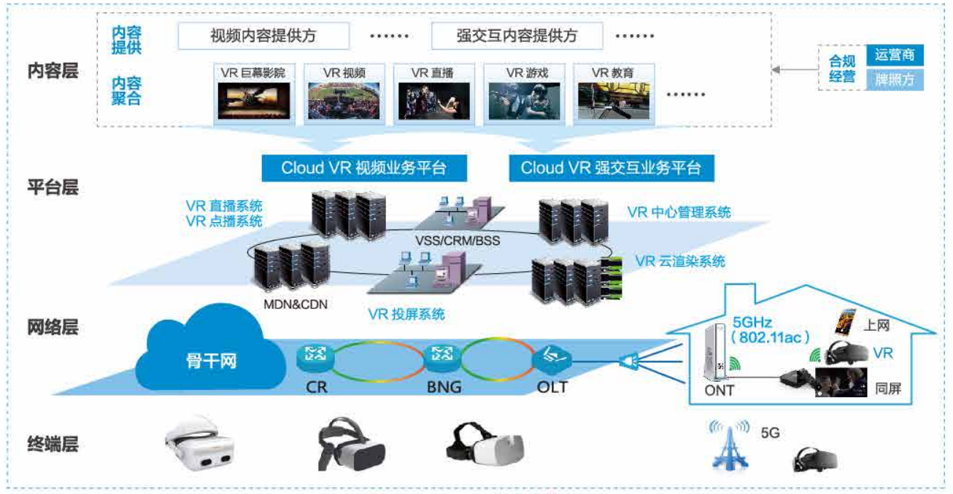 内容层
内容
提供
视频内容提供方
······
强交互内容提供方
······
内容
聚合
VR 巨幕影院
VR 视频
VR 直播
VR 游戏
VR 教育
······
合规
经营
运营商
牌照方
平台层
Cloud VR 视频业务平台
Cloud VR 强交互业务平台
VR 直播系统
VR 点播系统
VSS/CRM/BSS
VR 中心管理系统
MDN&CDN
VR 投屏系统
VR 云渲染系统
网络层
骨干网
CR
BNG
OLT
5GHz
（802.11ac）
ONT
上网
VR
同屏
终端层
5G